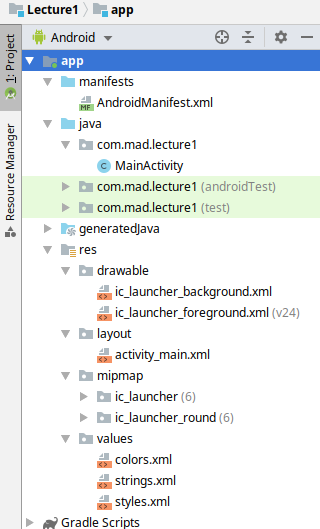 Lecture1 app
Android
1: Project
Resource Manager
app
manifests
AndroidManifest.xml
java
com.mad.lecture1
MainActivity
com.mad.lecture1 (androidTest)
com.mad.lecture1 (test)
generatedJava
res
drawable
ic_launcher_background.xml
ic_launcher_foreground.xml (v24)
layout
activity_main.xml
mipmap
ic_launcher (6)
ic_launcher_round (6)
values
colors.xml
strings.xml
styles.xml
Gradle Scripts